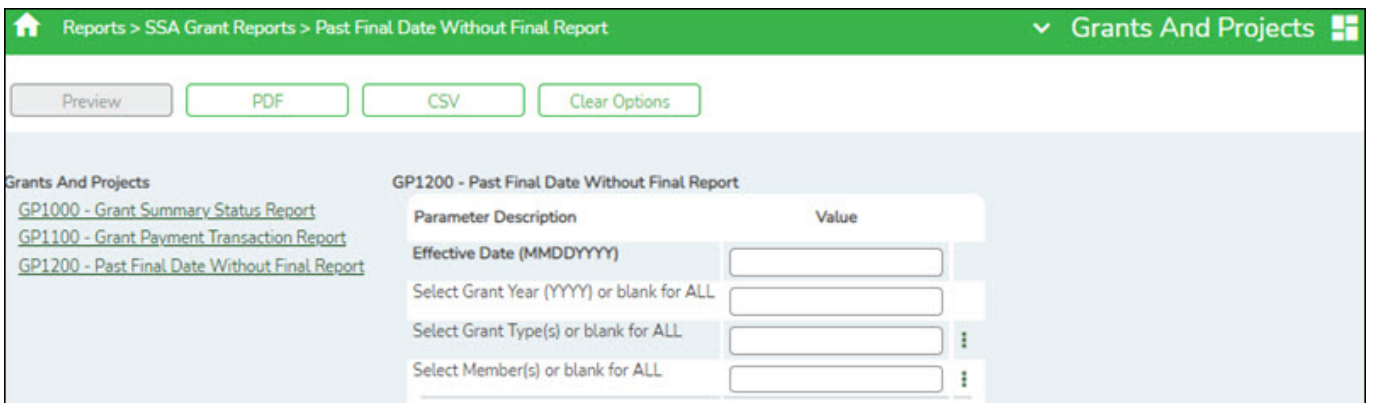 Reports > SSA Grant Reports > Past Final Date Without Final Report
Grants And Projects
Preview
PDF
CSV
Clear Options
Grants And Projects
GP1000 - Grant Summary Status Report
GP1100 - Grant Payment Transaction Report
GP1200 - Past Final Date Without Final Report
GP1200 - Past Final Date Without Final Report
Parameter Description Value
Effective Date (MMDDYYYY)
Select Grant Year (YYYY) or blank for ALL
Select Grant Type(s) or blank for ALL
Select Member(s) or blank for ALL